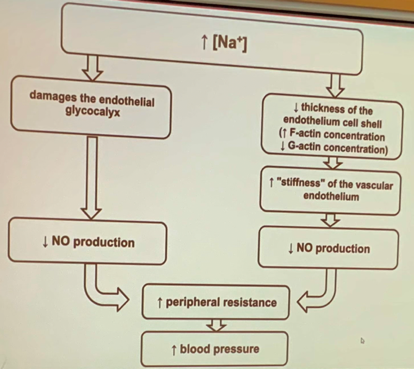 ↑ [Na⁺]
damages the endothelial
glycocalyx
↓ thickness of the
endothelium cell shell
(↑ F-actin concentration
↓ G-actin concentration)
↑ "stiffness" of the vascular
endothelium
↓ NO production
↓ NO production
↑ peripheral resistance
↑ blood pressure